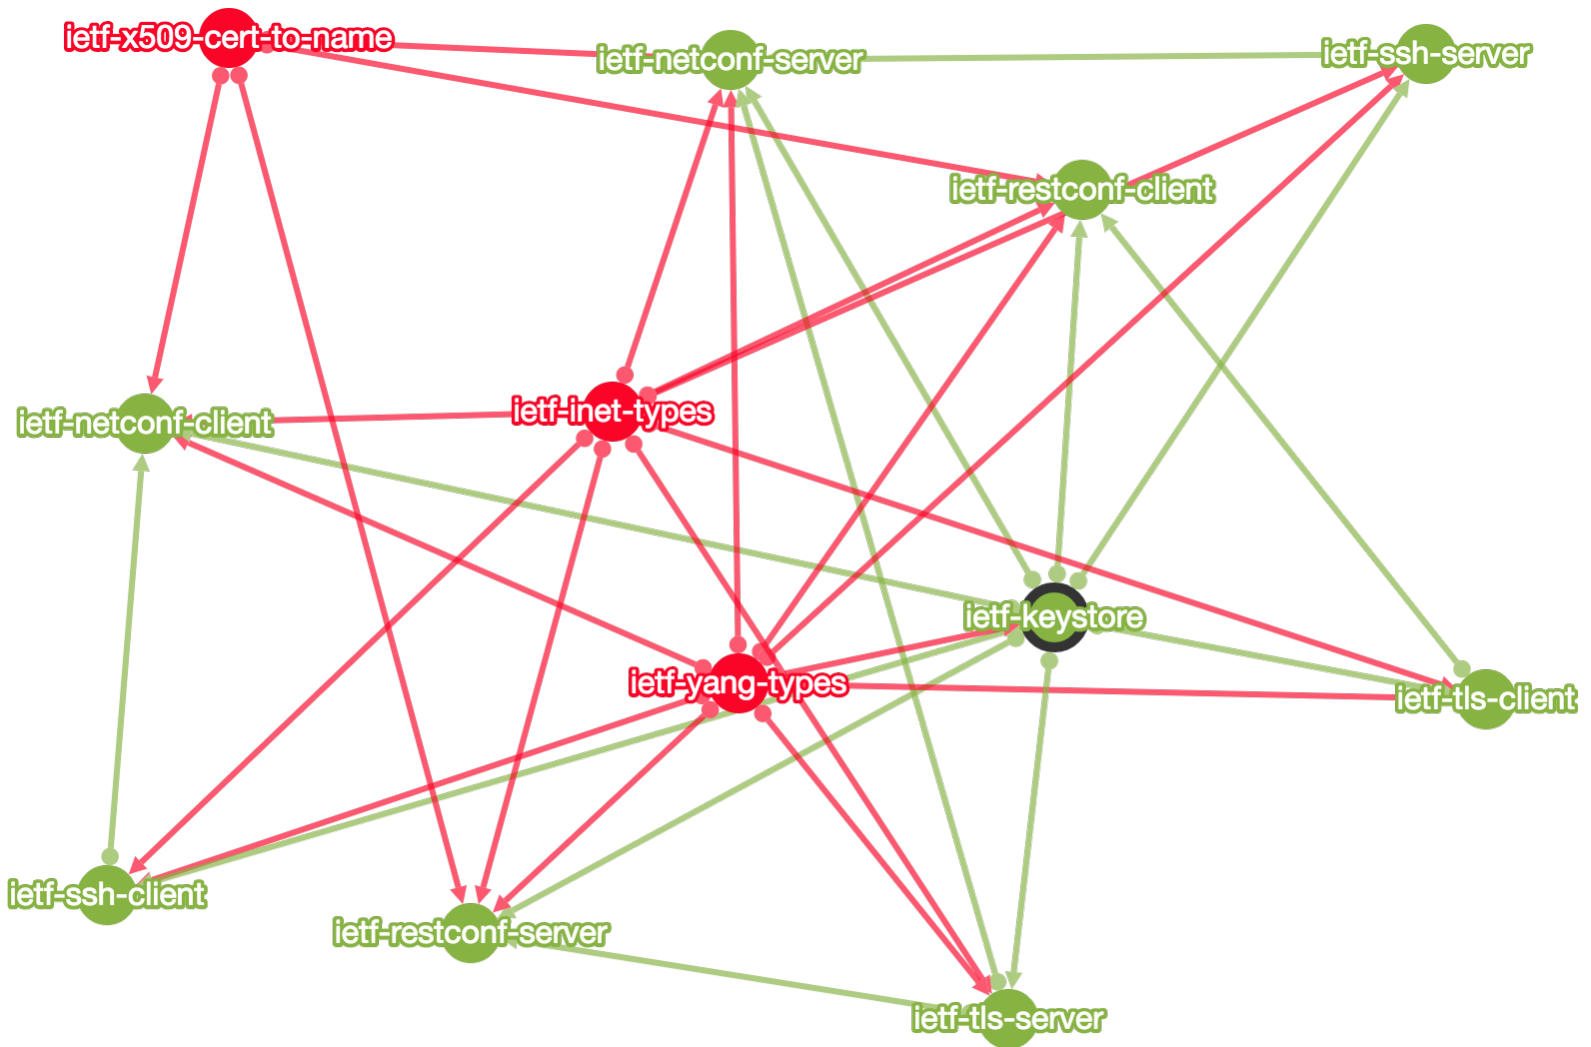 ietf-x509-cert-to-name
ietf-netconf-server
ietf-ssh-server
ietf-restconf-client
ietf-netconf-client
ietf-inet-types
ietf-keystore
ietf-yang-types
ietf-tls-client
ietf-ssh-client
ietf-restconf-server
ietf-tls-server